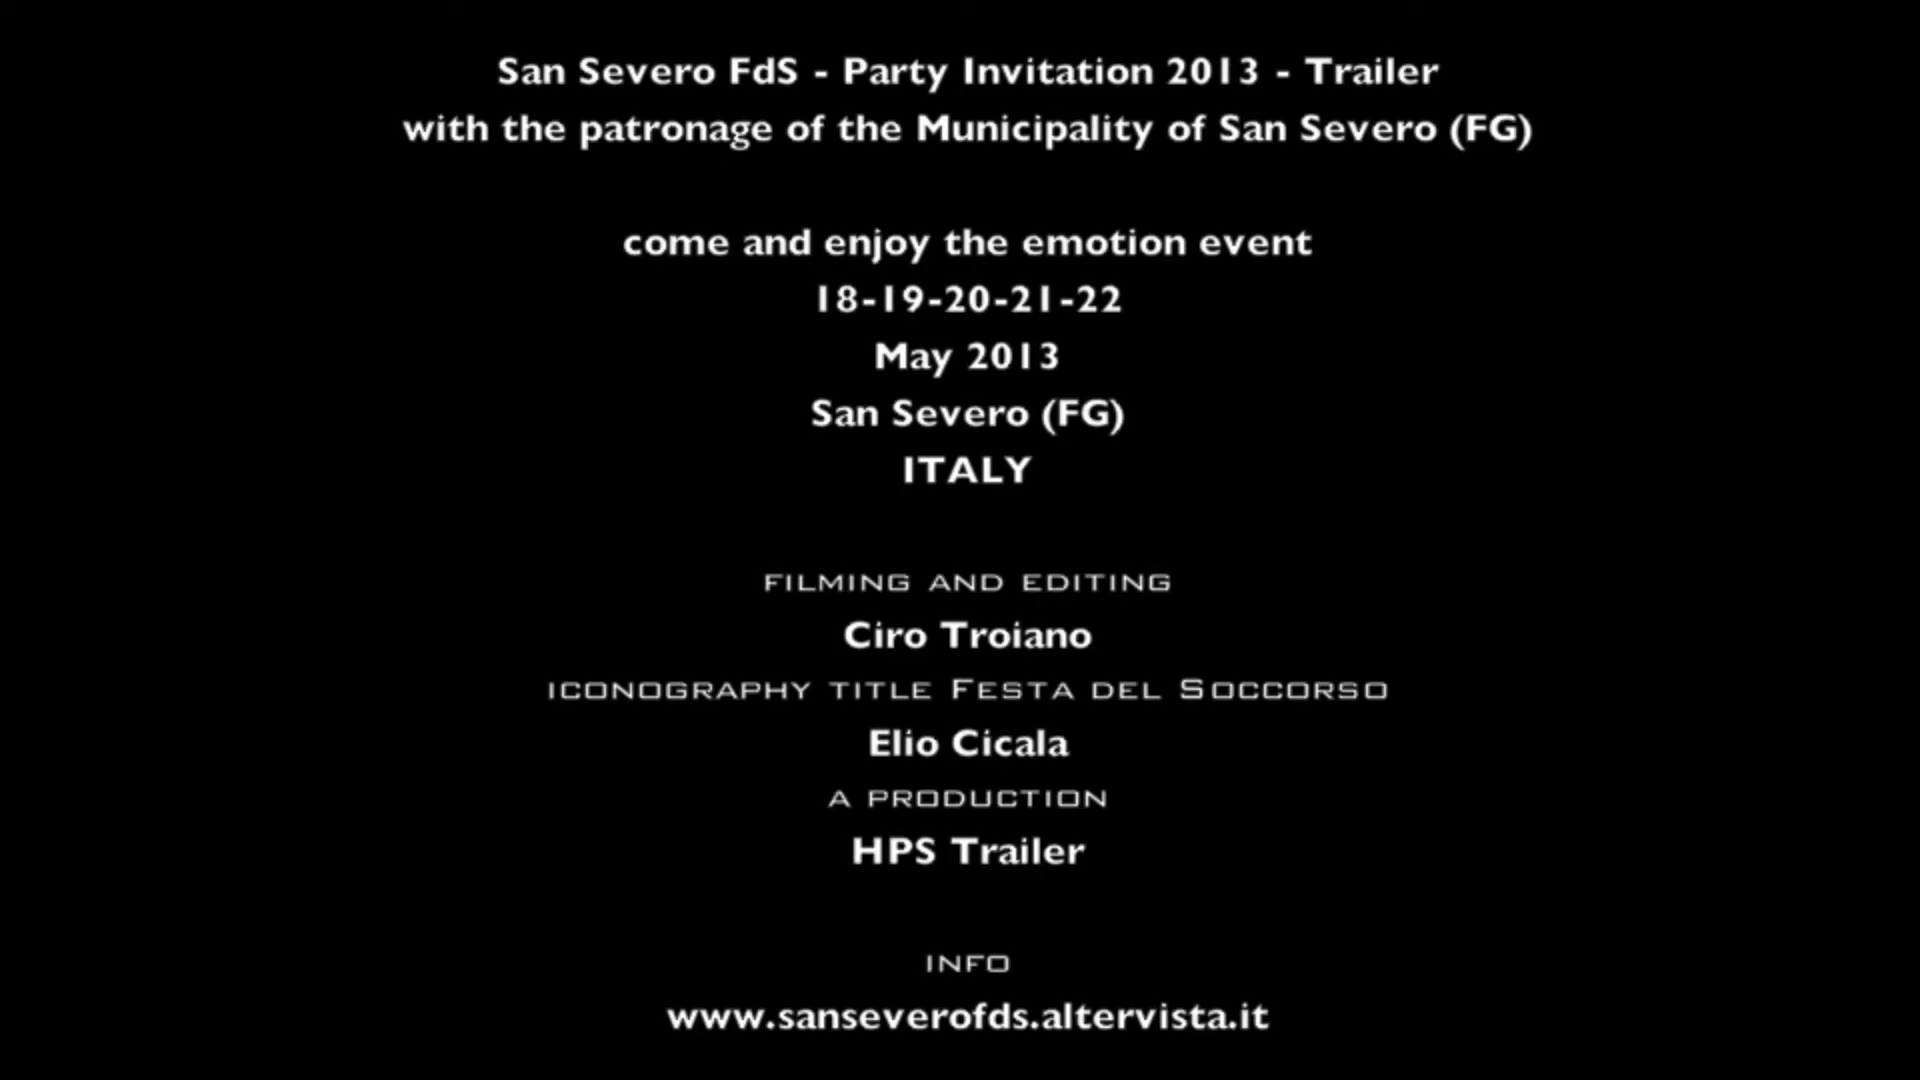 San Severo FdS - Party Invitation 2013 - Trailer
with the patronage of the Municipality of San Severo (FG)
come and enjoy the emotion event
18-19-20-21-22
May 2013
San Severo (FG)
ITALY
FILMING AND EDITING
Ciro Troiano
ICONOGRAPHY TITLE FESTA DEL SOCCORSO
Elio Cicala
A PRODUCTION
HPS Trailer
INFO
www.sanseverofds.altervista.it